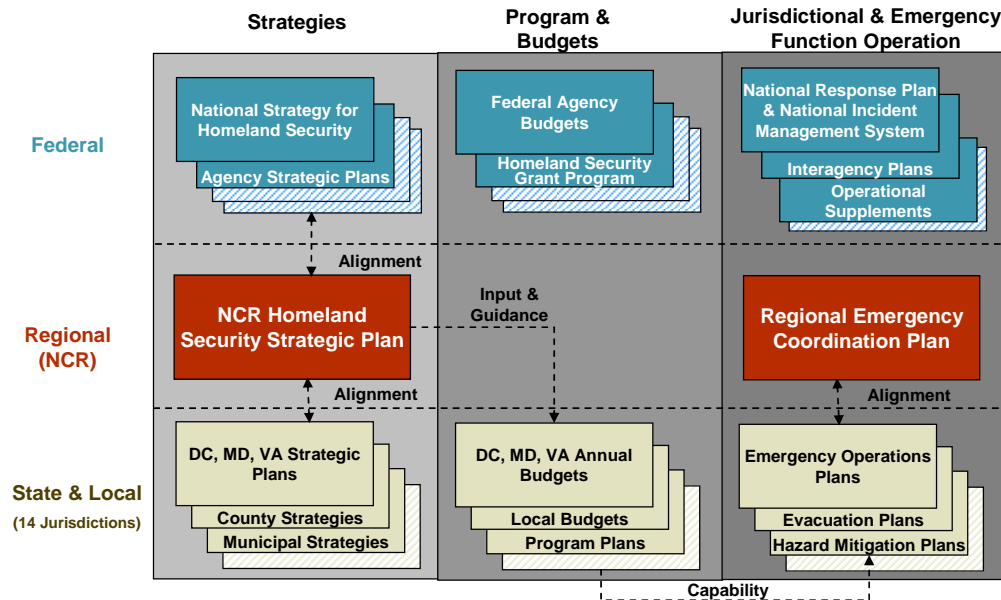 Strategies
Program &
Budgets
Jurisdictional & Emergency
Function Operation
Federal
National Strategy for
Homeland Security
Agency Strategic Plans
Federal Agency
Budgets
Homeland Security
Grant Program
National Response Plan
& National Incident
Management System
Interagency Plans
Operational
Supplements
Alignment
Regional
(NCR)
NCR Homeland
Security Strategic Plan
Input &
Guidance
Regional Emergency
Coordination Plan
Alignment
Alignment
State & Local
(14 Jurisdictions)
DC, MD, VA Strategic
Plans
County Strategies
Municipal Strategies
DC, MD, VA Annual
Budgets
Local Budgets
Program Plans
Emergency Operations
Plans
Evacuation Plans
Hazard Mitigation Plans
Capability